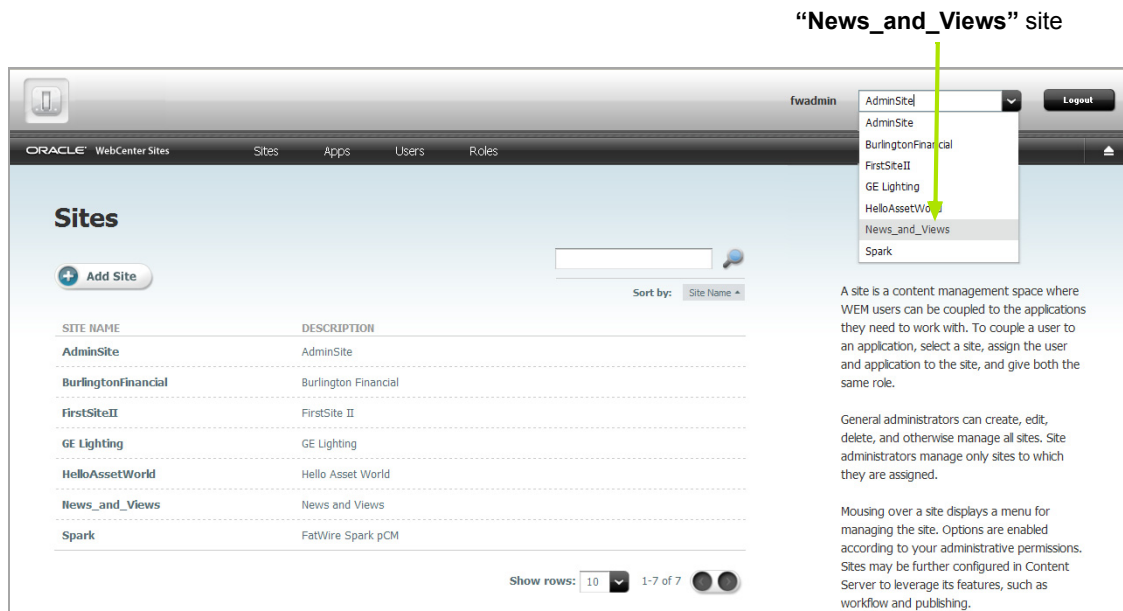 “News_and_Views” site
fwadmin
AdminSite
Logout
AdminSite
BurlingtonFinancial
FirstSiteII
GE Lighting
HelloAssetWorld
News_and_Views
Spark
ORACLE WebCenter Sites
Sites Apps Users Roles
Sites
Add Site
Sort by: Site Name
SITE NAME DESCRIPTION
AdminSite AdminSite
BurlingtonFinancial Burlington Financial
FirstSiteII FirstSite II
GE Lighting GE Lighting
HelloAssetWorld Hello Asset World
News_and_Views News and Views
Spark FatWire Spark pCM
Show rows: 10 1-7 of 7
A site is a content management space where
WEM users can be coupled to the applications
they need to work with. To couple a user to
an application, select a site, assign the user
and application to the site, and give both the
same role.
General administrators can create, edit,
delete, and otherwise manage all sites. Site
administrators manage only sites to which
they are assigned.
Mousing over a site displays a menu for
managing the site. Options are enabled
according to your administrative permissions.
Sites may be further configured in Content
Server to leverage its features, such as
workflow and publishing.